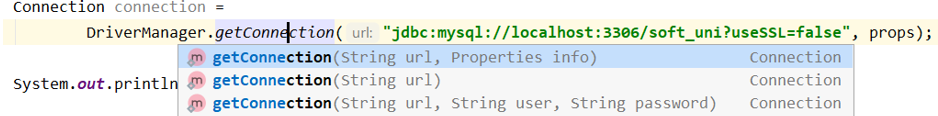 Connection connection =
DriverManager.getConnection( url: "jdbc:mysql://localhost:3306/soft_uni?useSSL=false", props);
m getConnection(String url, Properties info) Connection
System.out.println
m getConnection(String url) Connection
m getConnection(String url, String user, String password) Connection